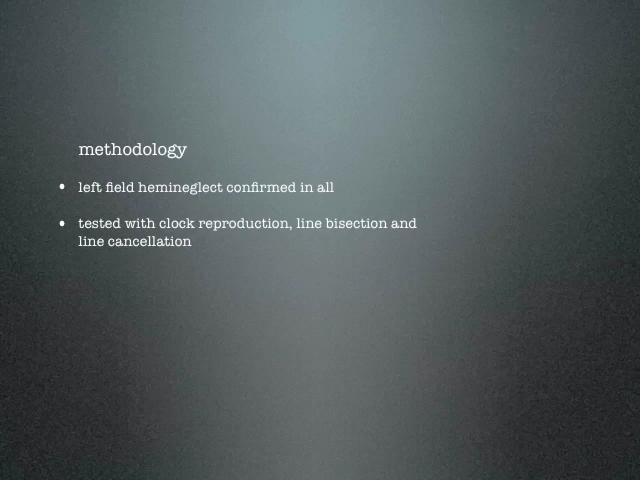 methodology
• left field hemineglect confirmed in all
• tested with clock reproduction, line bisection and
line cancellation